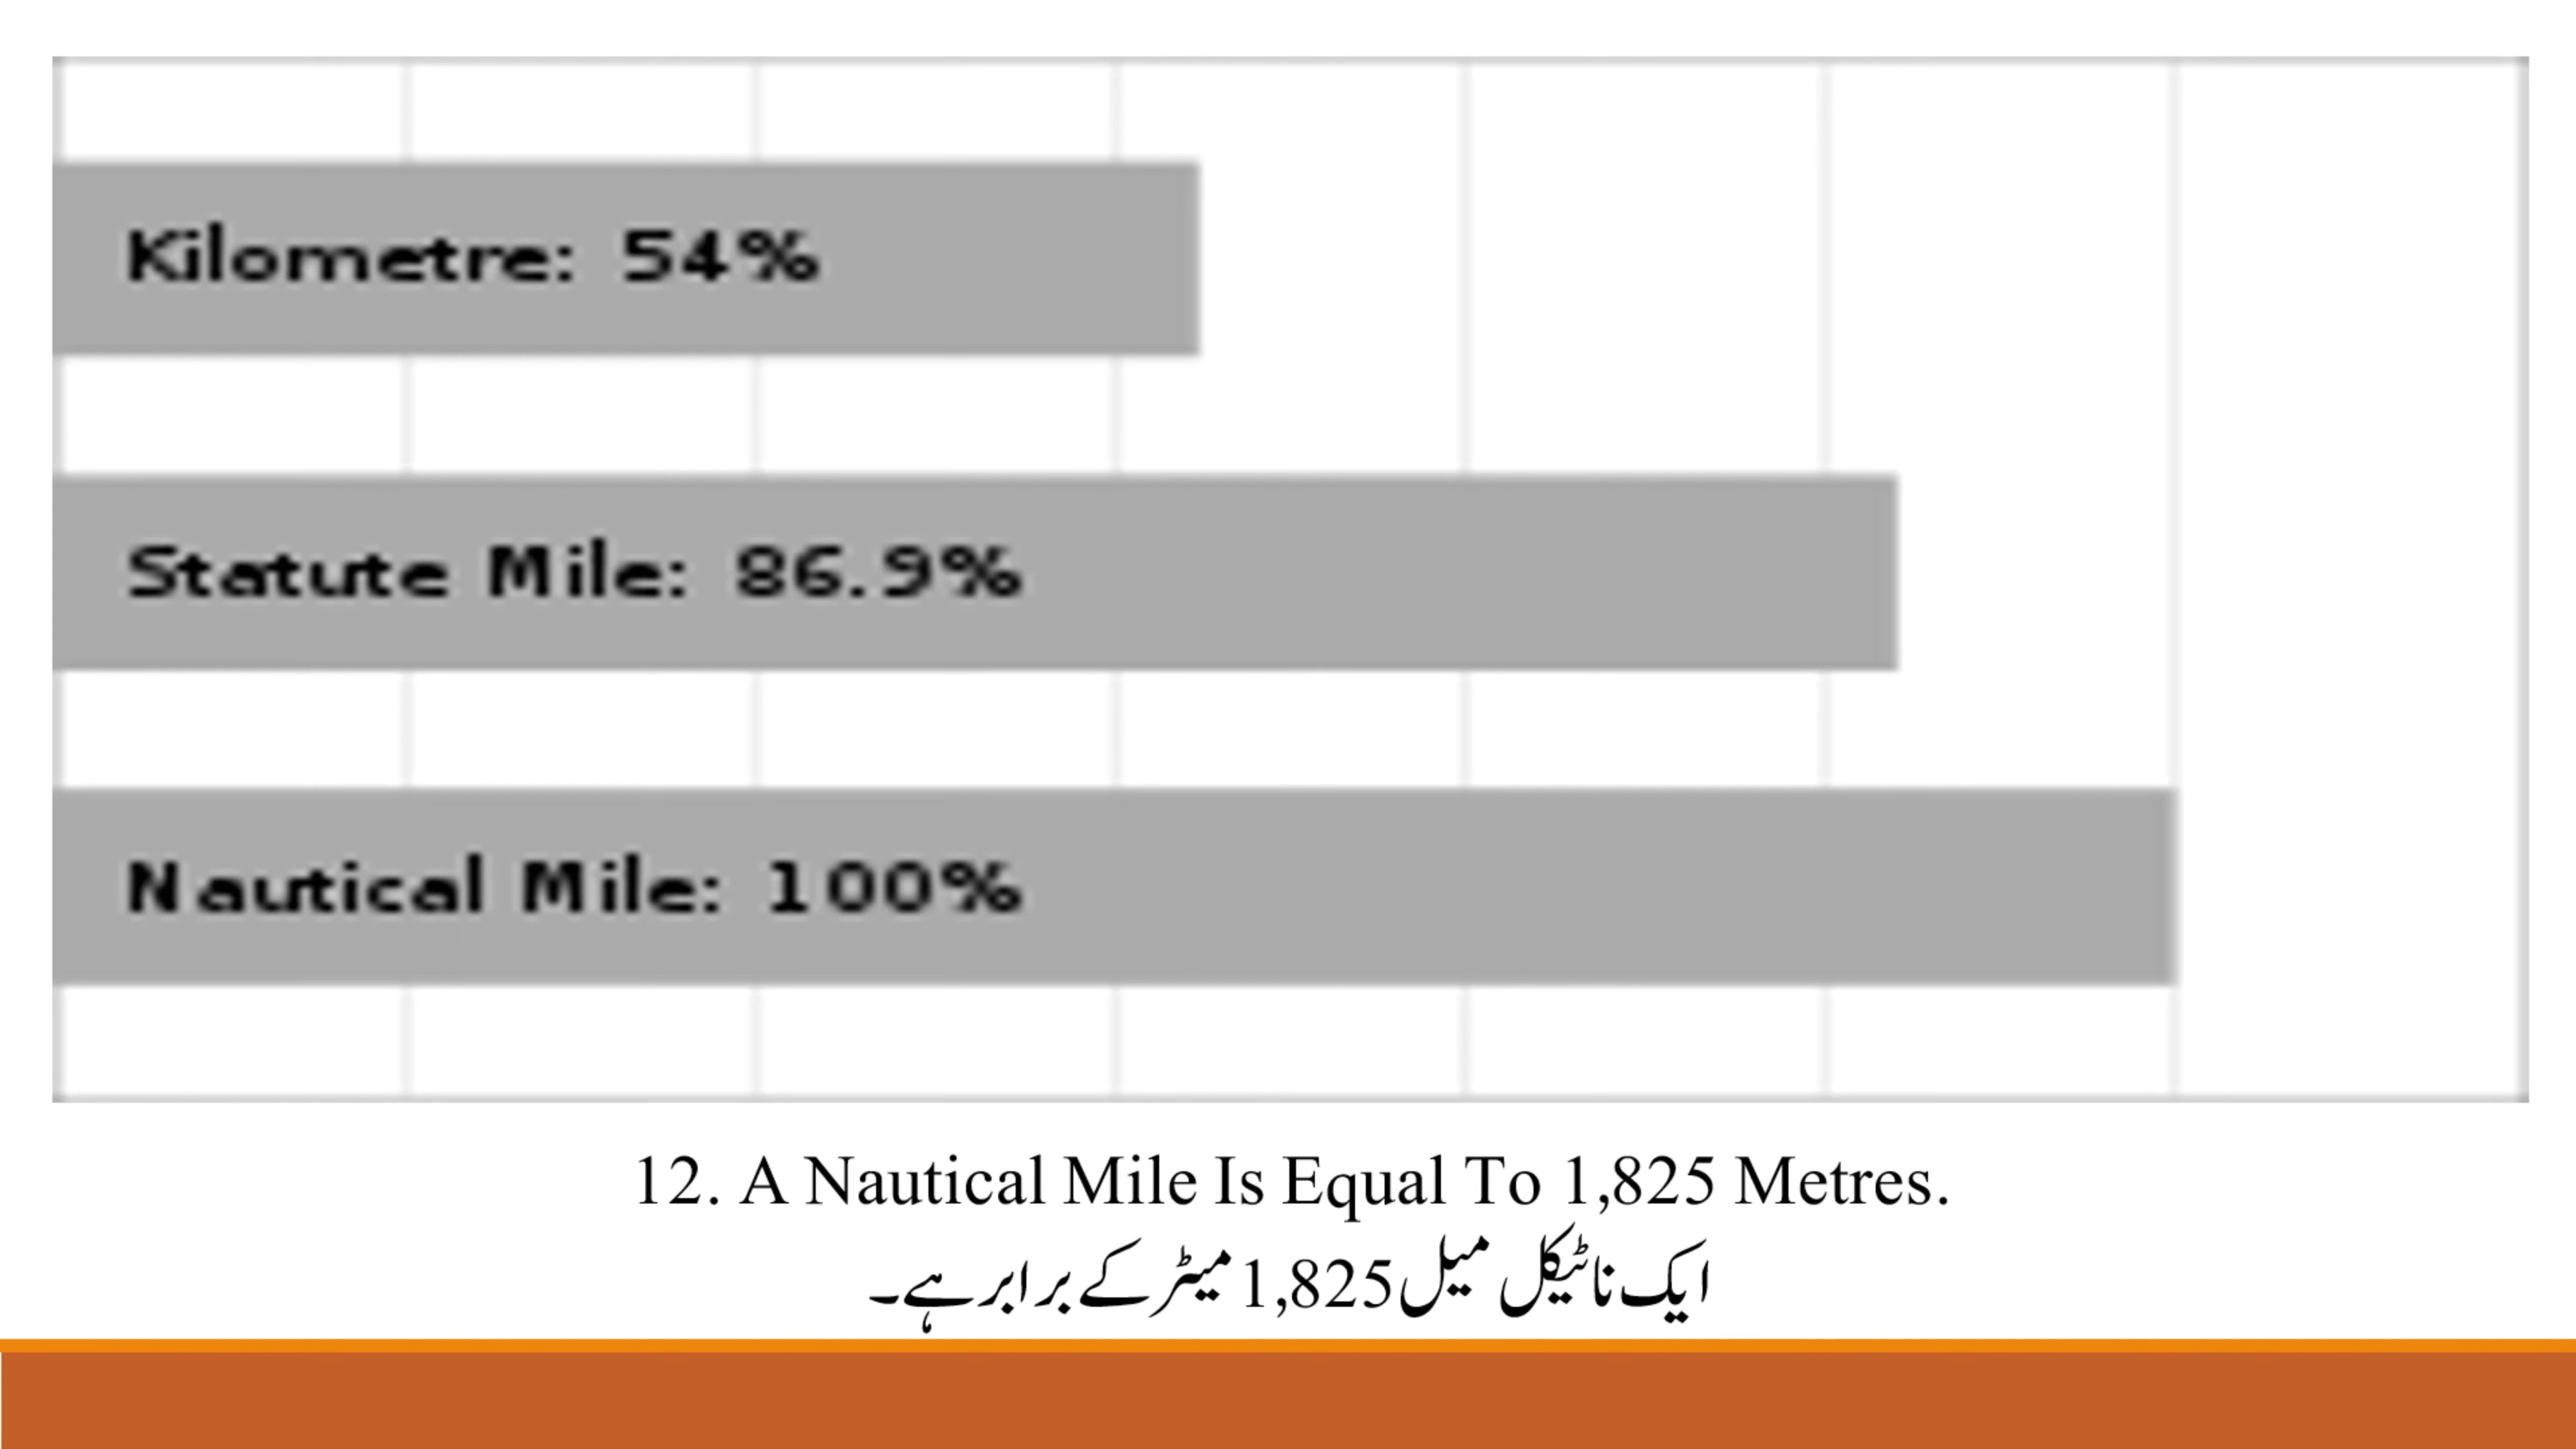 Kilometre: 54%
Statute Mile: 86.9%
Nautical Mile: 100%
12. A Nautical Mile Is Equal To 1,825 Metres.
ایک ناٹیکل میل 1,825 میٹر کے برابر ہے۔